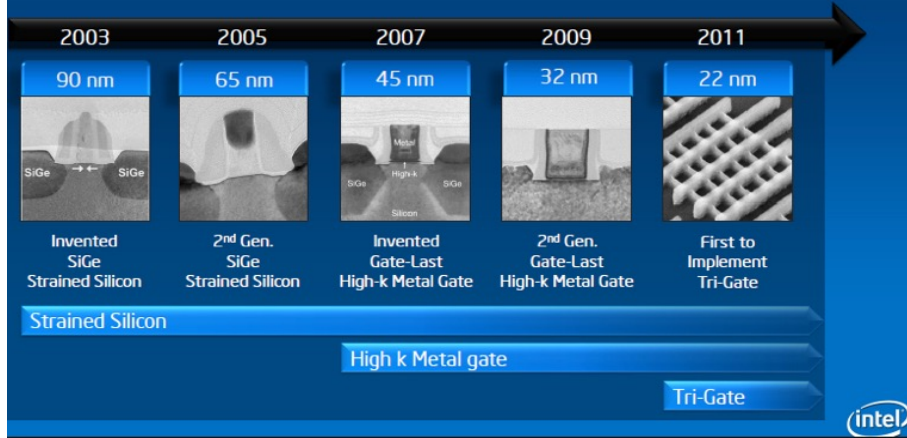 2003 2005 2007 2009 2011
90 nm 65 nm 45 nm 32 nm 22 nm
SiGe SiGe
Metal
High-k
SiGe SiGe
Silicon
Invented
SiGe
Strained Silicon
2nd Gen.
SiGe
Strained Silicon
Invented
Gate-Last
High-k Metal Gate
2nd Gen.
Gate-Last
High-k Metal Gate
First to
Implement
Tri-Gate
Strained Silicon
High k Metal gate
Tri-Gate
intel